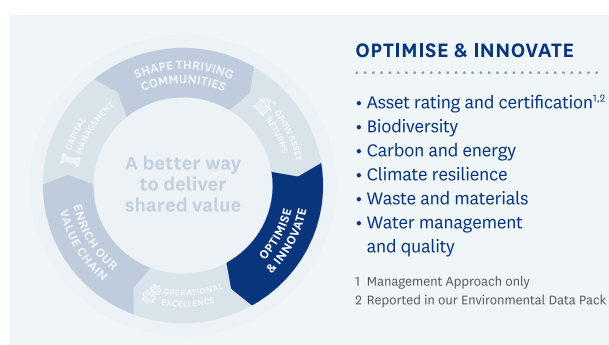 SHAPE THRIVING
COMMUNITIES
GROW ASSET
RETURNS
OPTIMISE
& INNOVATE
OPERATIONAL
EXCELLENCE
ENRICH OUR
VALUE CHAIN
CAPITAL
MANAGEMENT
A better way
to deliver
shared value
OPTIMISE & INNOVATE
• Asset rating and certification1,2
• Biodiversity
• Carbon and energy
• Climate resilience
• Waste and materials
• Water management
and quality
1 Management Approach only
2 Reported in our Environmental Data Pack